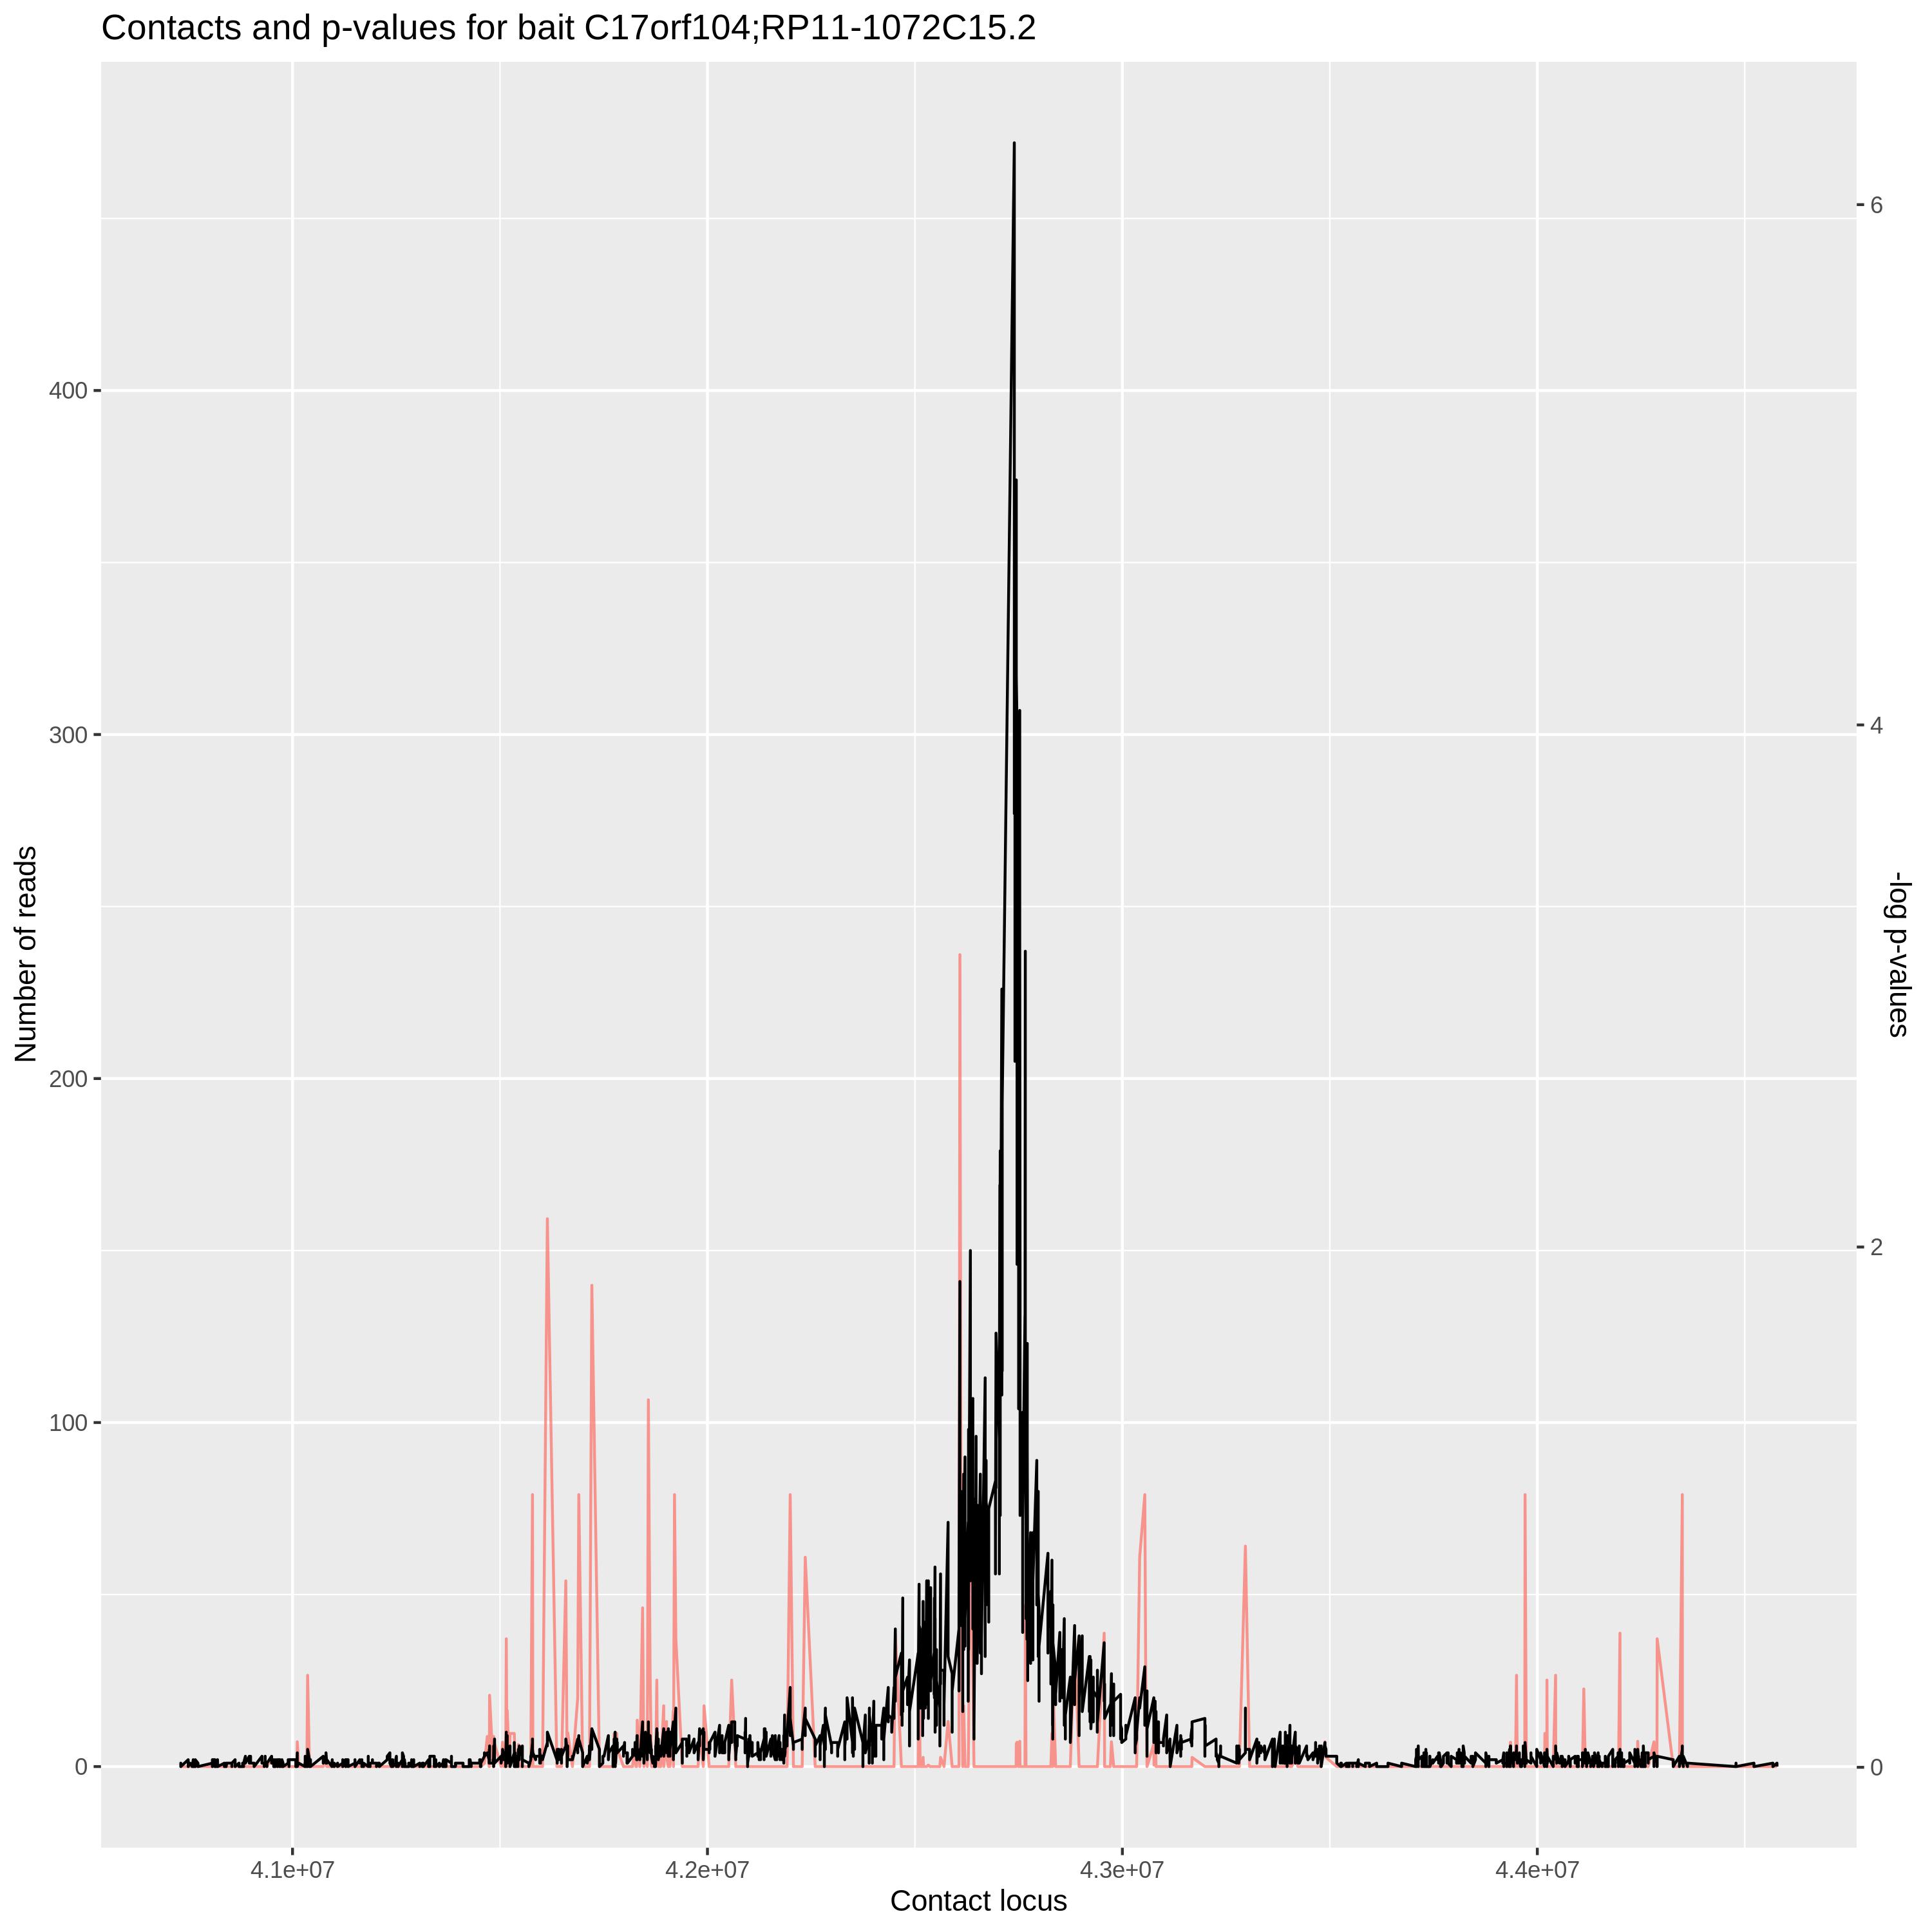 Contacts and p-values for bait C17orf104;RP11-1072C15.2
Number of reads
400
300
200
100
0
6
4
2
0
-log p-values
4.1e+07
4.2e+07
4.3e+07
4.4e+07
Contact locus